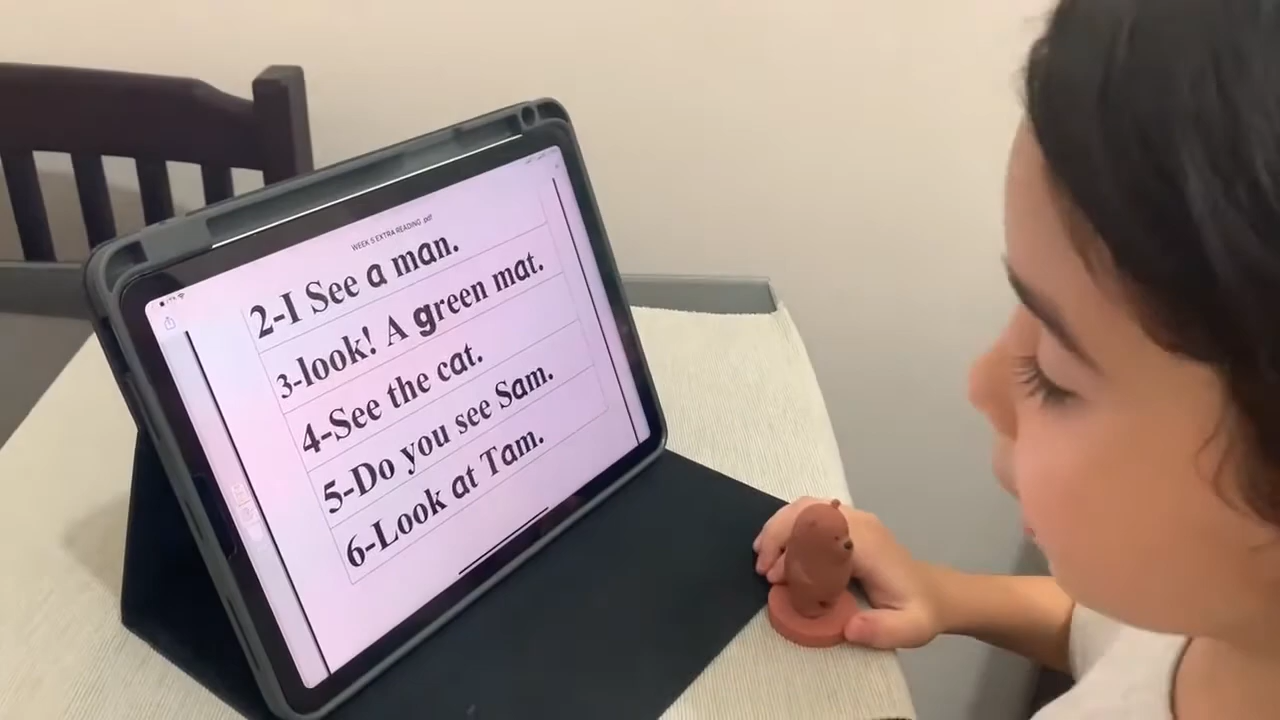 WEEK 5 EXTRA READING .pdf
2-I See a man.
3-look! A green mat.
4-See the cat.
5-Do you see Sam.
6-Look at Tam.